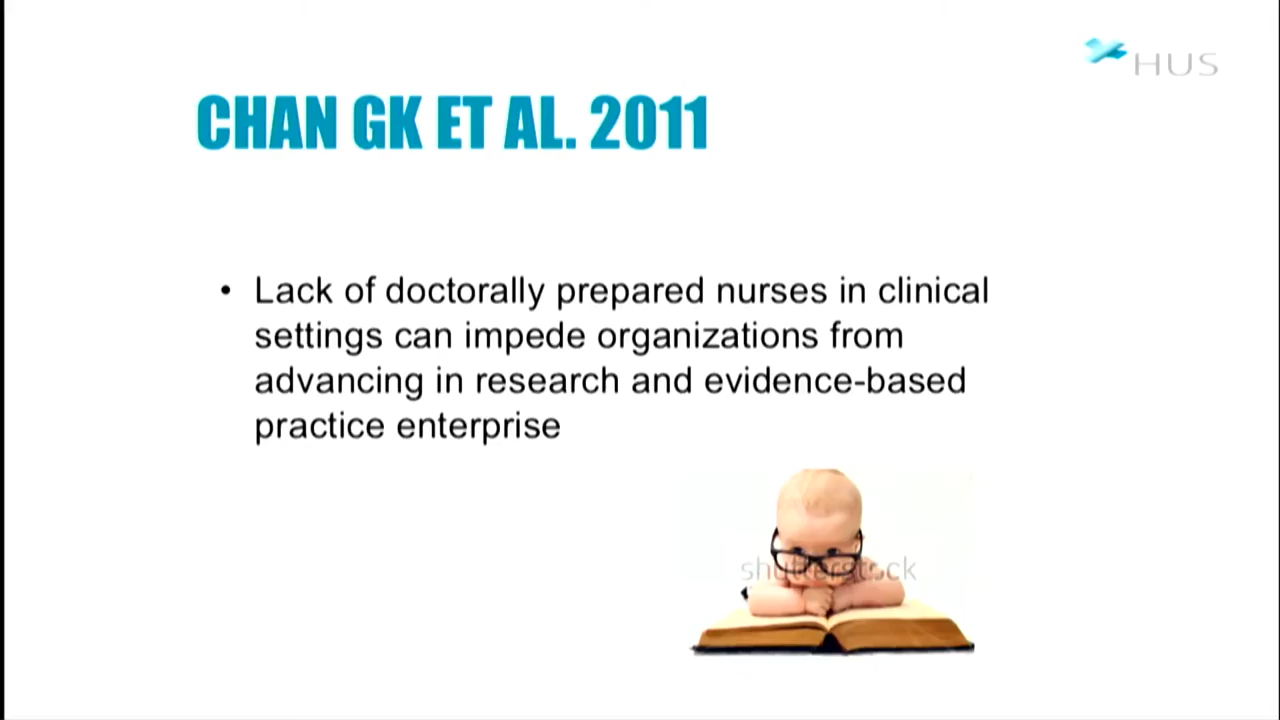 HUS
CHAN GK ET AL. 2011
• Lack of doctorally prepared nurses in clinical
settings can impede organizations from
advancing in research and evidence-based
practice enterprise
shutterstock